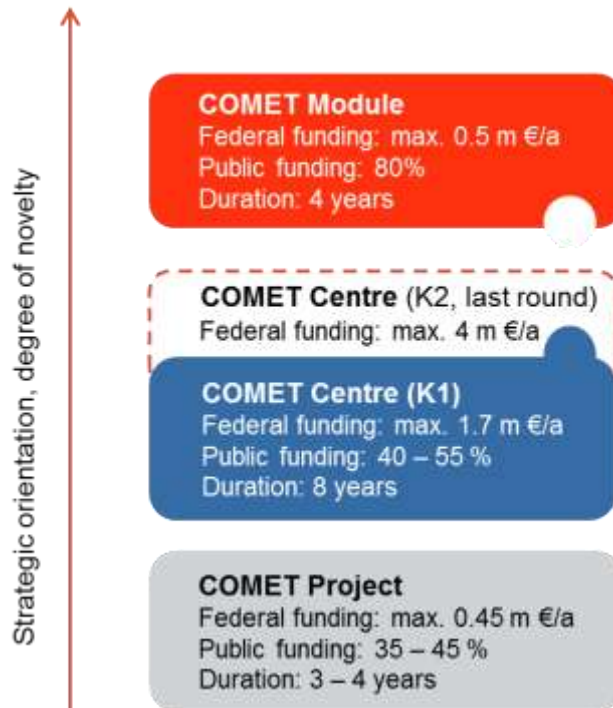 Strategic orientation, degree of novelty
COMET Module
Federal funding: max. 0.5 m €/a
Public funding: 80%
Duration: 4 years
COMET Centre (K2, last round)
Federal funding: max. 4 m €/a
COMET Centre (K1)
Federal funding: max. 1.7 m €/a
Public funding: 40 – 55 %
Duration: 8 years
COMET Project
Federal funding: max. 0.45 m €/a
Public funding: 35 – 45 %
Duration: 3 – 4 years